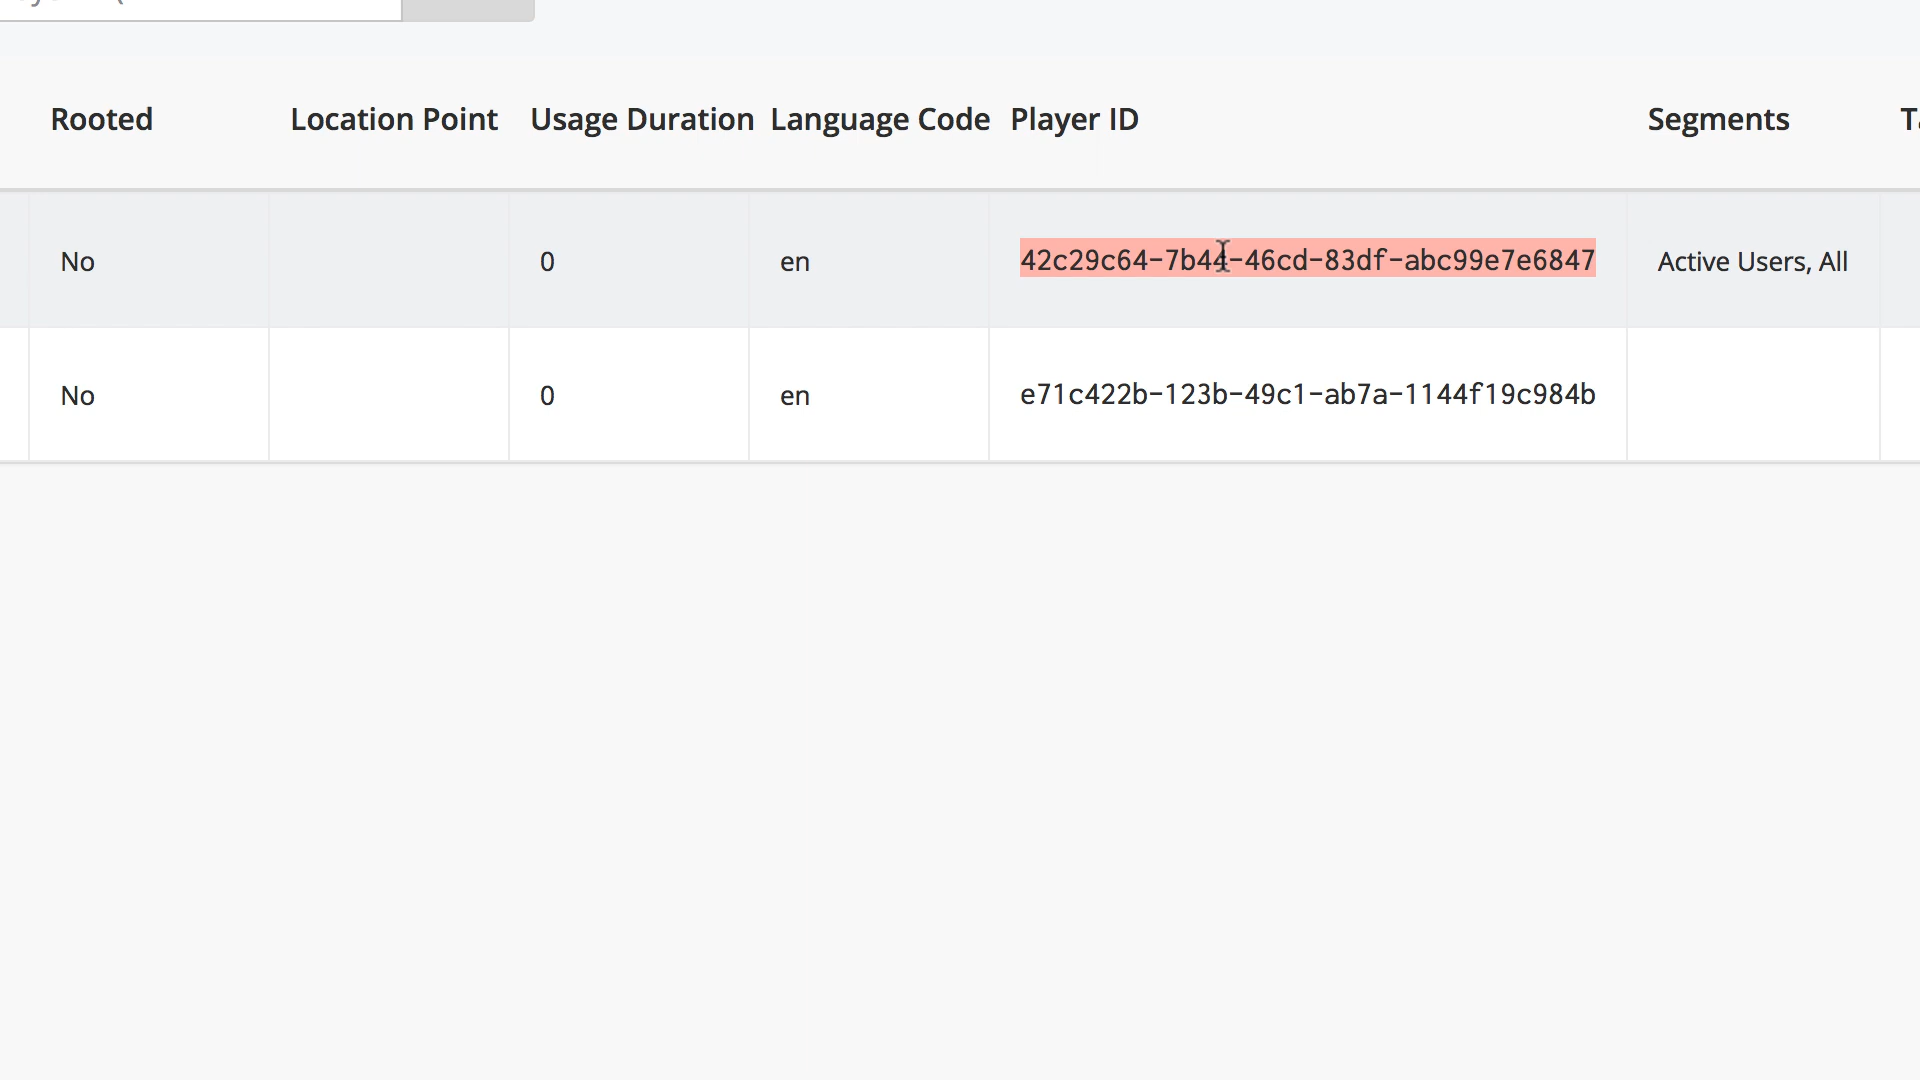 Rooted Location Point Usage Duration Language Code Player ID Segments
No 0 en 42c29c64-7b44-46cd-83df-abc99e7e6847 Active Users, All
No 0 en e71c422b-123b-49c1-ab7a-1144f19c984b